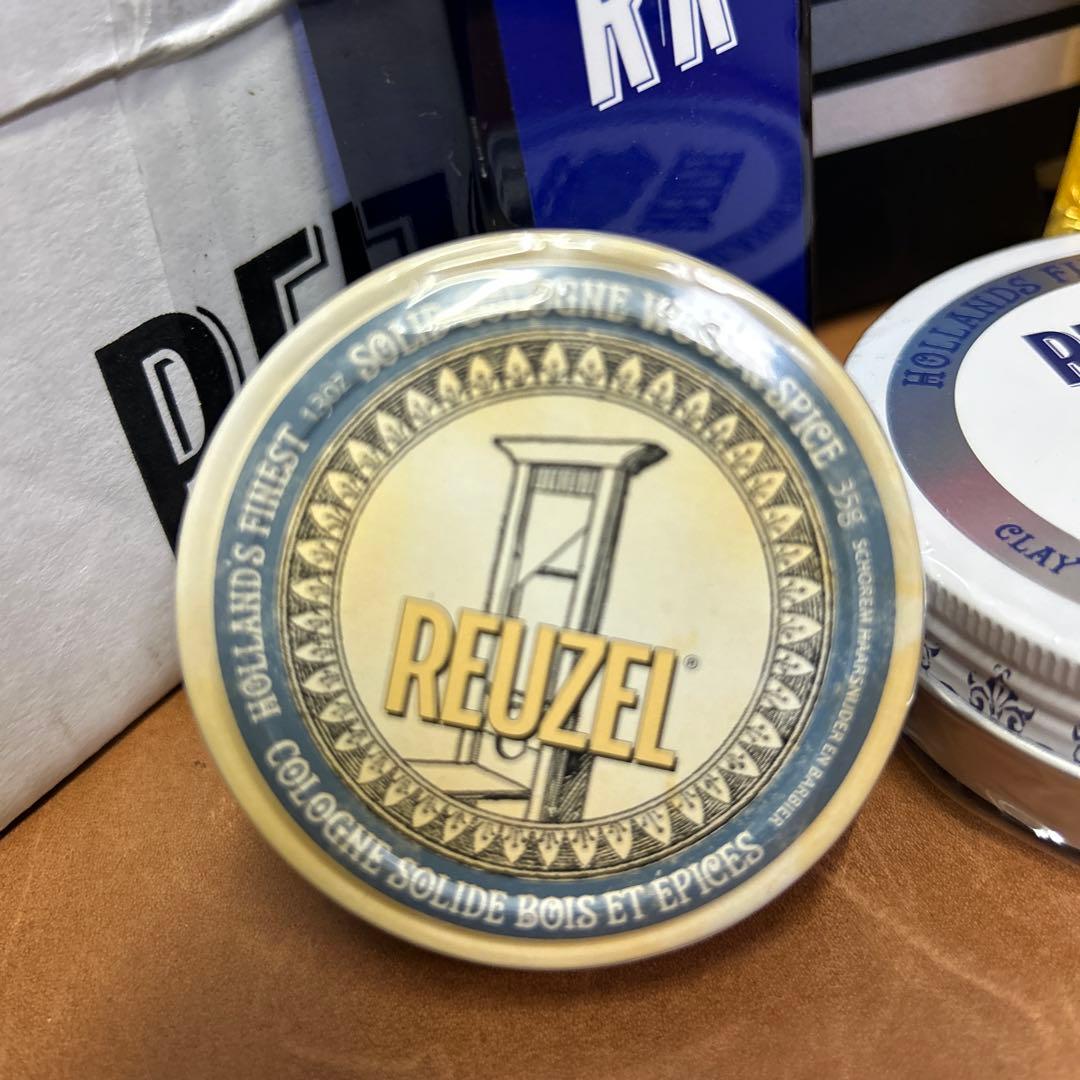 HOLLAND'S FINEST 1.3oz SOLID COLOGNE WOOD & SPICE 35g SCHOREM HAARSNIJDER EN BARBIER
REUZEL®
COLOGNE SOLIDE BOIS ET ÉPICES
HOLLANDS FI
CLAY